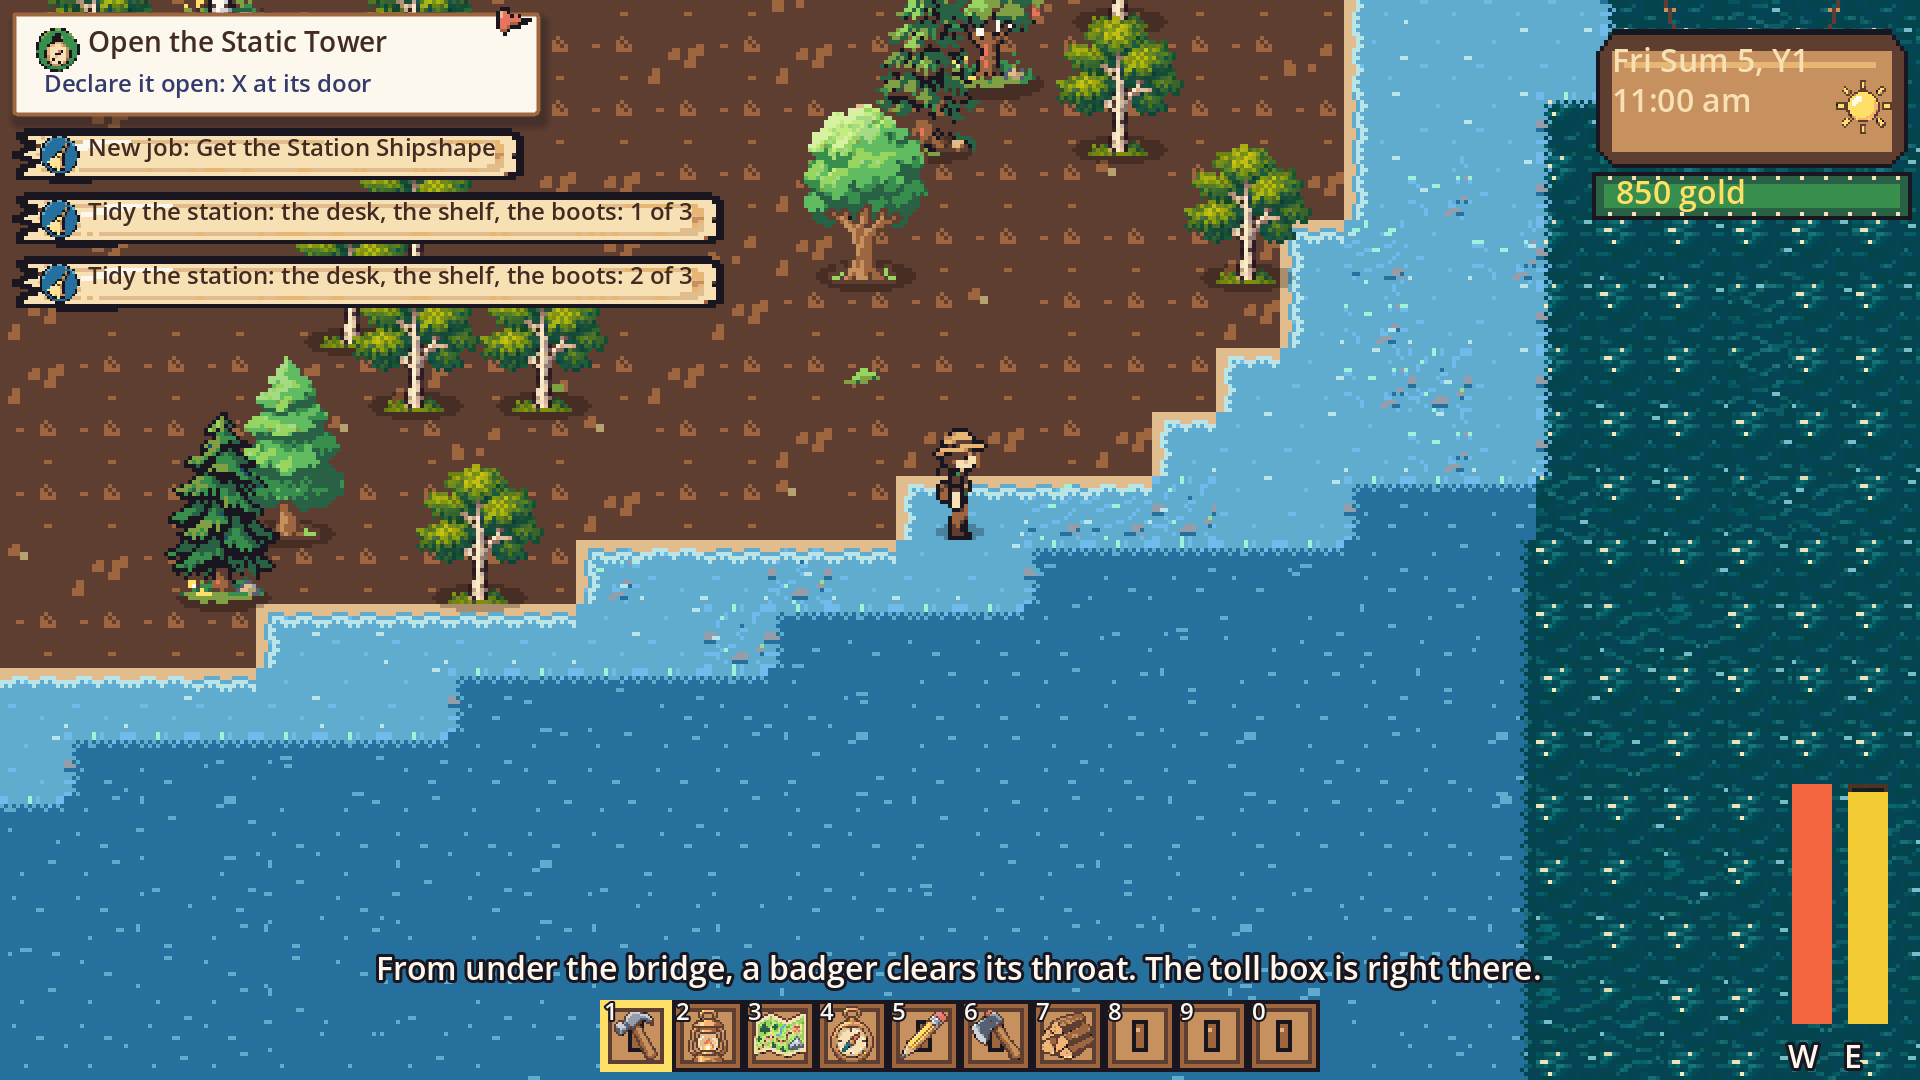 Open the Static Tower
Declare it open: X at its door
New job: Get the Station Shipshape
Tidy the station: the desk, the shelf, the boots: 1 of 3
Tidy the station: the desk, the shelf, the boots: 2 of 3
Fri Sum 5, Y1
11:00 am
850 gold
From under the bridge, a badger clears its throat. The toll box is right there.
1 2 3 4 5 6 7 8 9 0
W E